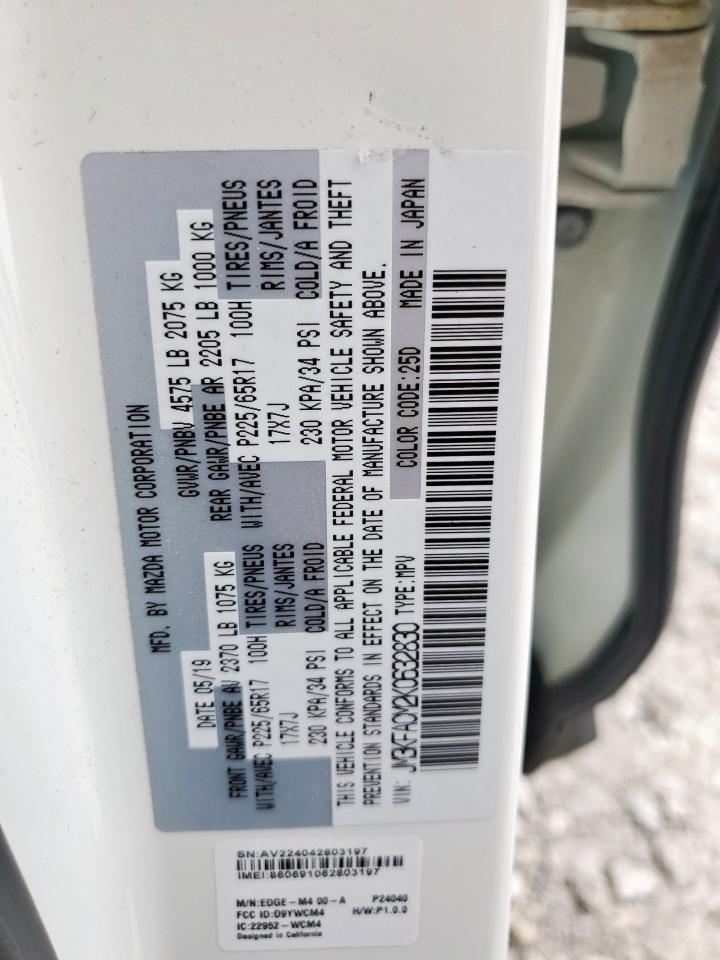 MFD. BY MAZDA MOTOR CORPORATION
DATE 05/19 GVWR/PNBV 4575 LB 2075 KG
FRONT GAWR/PNBE AV 2370 LB 1075 KG REAR GAWR/PNBE AR 2205 LB 1000 KG
WITH/AVEC P225/65R17 100H TIRES/PNEUS WITH/AVEC P225/65R17 100H TIRES/PNEUS
17X7J RIMS/JANTES 17X7J RIMS/JANTES
230 KPA/34 PSI COLD/A FROID 230 KPA/34 PSI COLD/A FROID
THIS VEHICLE CONFORMS TO ALL APPLICABLE FEDERAL MOTOR VEHICLE SAFETY AND THEFT
PREVENTION STANDARDS IN EFFECT ON THE DATE OF MANUFACTURE SHOWN ABOVE.
VIN: JM3KFACM2K0632830 TYPE:MPV COLOR CODE:25D MADE IN JAPAN
SN:AV224042803197
IMEI:860691062803197
M/N:EDGE-M4 00-A P24040
FCC ID:D9YWCM4 H/W:P1.0.0
IC:22952-WCM4
Designed in California